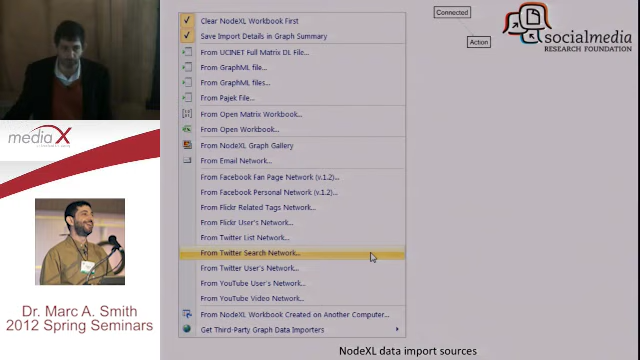 Clear NodeXL Workbook First
Save Import Details in Graph Summary
From UCINET Full Matrix DL File...
From GraphML file...
From GraphML files...
From Pajek File...
From Open Matrix Workbook...
From Open Workbook...
From NodeXL Graph Gallery
From Email Network...
From Facebook Fan Page Network (v.1.2)...
From Facebook Personal Network (v.1.2)...
From Flickr Related Tags Network...
From Flickr User's Network...
From Twitter List Network...
From Twitter Search Network...
From Twitter User's Network...
From YouTube User's Network...
From YouTube Video Network...
From NodeXL Workbook Created on Another Computer...
Get Third-Party Graph Data Importers
Connected
Action
socialmedia
RESEARCH FOUNDATION
mediaX
Dr. Marc A. Smith
2012 Spring Seminars
NodeXL data import sources